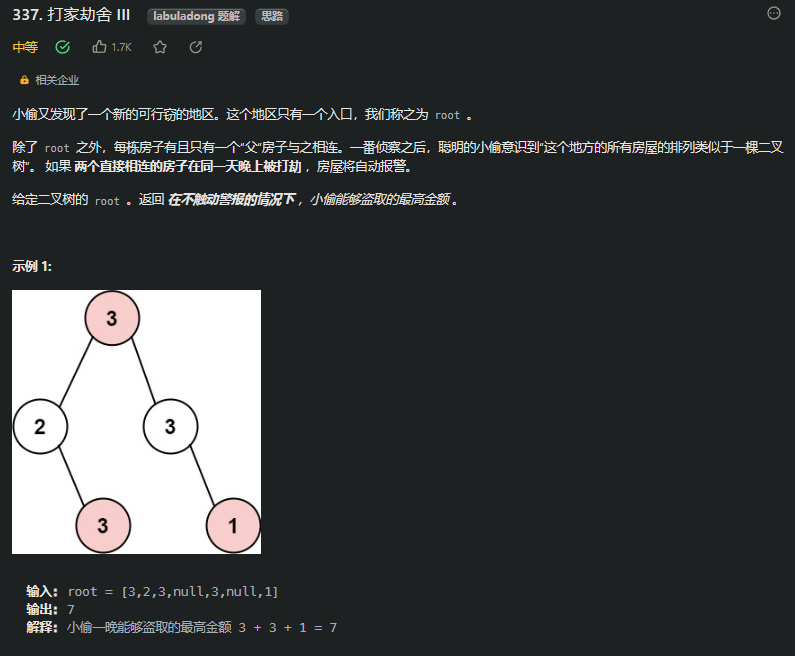 337. 打家劫舍 III labuladong 题解 思路
中等 1.7K
相关企业
小偷又发现了一个新的可行窃的地区。这个地区只有一个入口，我们称之为 root 。
除了 root 之外，每栋房子有且只有一个“父“房子与之相连。一番侦察之后，聪明的小偷意识到“这个地方的所有房屋的排列类似于一棵二叉
树”。 如果 两个直接相连的房子在同一天晚上被打劫 ，房屋将自动报警。
给定二叉树的 root 。返回 在不触动警报的情况下 ，小偷能够盗取的最高金额 。
示例 1:
3
2 3
3 1
输入: root = [3,2,3,null,3,null,1]
输出: 7
解释: 小偷一晚能够盗取的最高金额 3 + 3 + 1 = 7